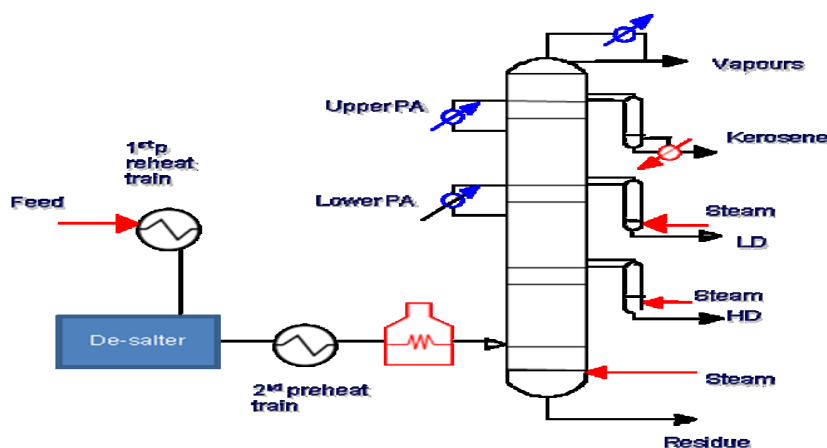 Vapours
Upper PA
Kerosene
1st p
reheat
train
Feed
Lower PA
Steam
LD
Steam
HD
De-salter
2nd preheat
train
Steam
Residue